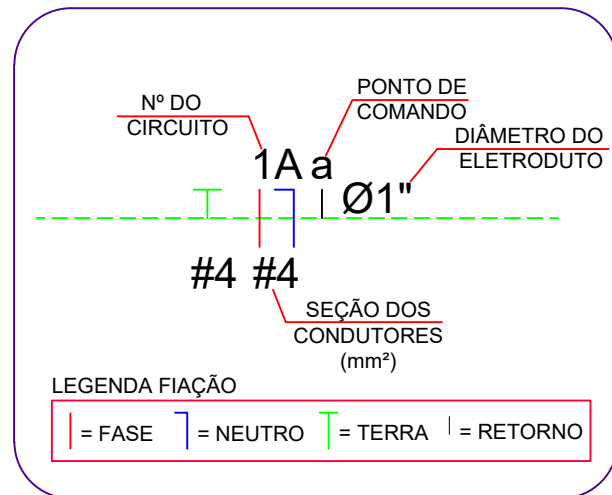 Nº DO
CIRCUITO
PONTO DE
COMANDO
DIÂMETRO DO
ELETRODUTO
1A a
Ø1"
#4 #4
SEÇÃO DOS
CONDUTORES
(mm²)
LEGENDA FIAÇÃO
= FASE = NEUTRO = TERRA = RETORNO